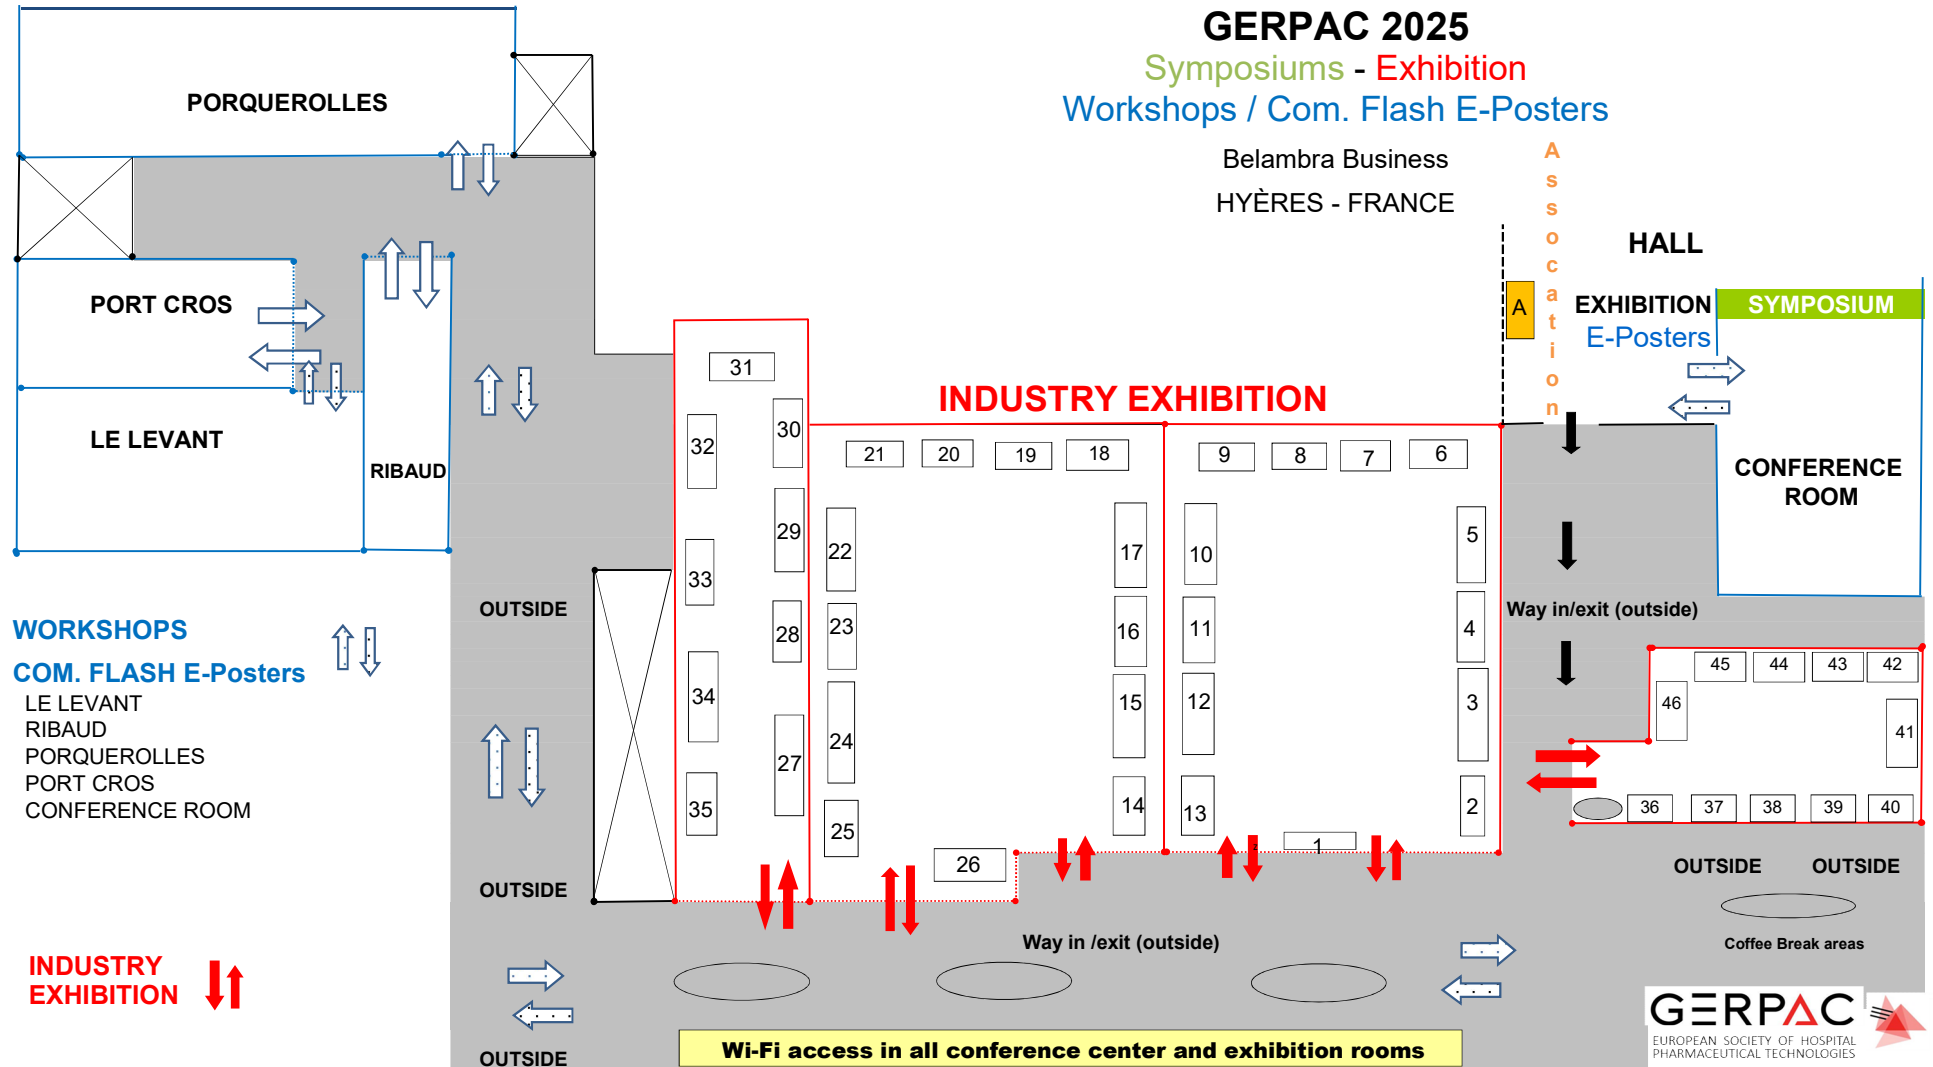 GERPAC 2025
Symposiums - Exhibition
Workshops / Com. Flash E-Posters
Belambra Business
HYÈRES - FRANCE
Assocation
HALL
A
EXHIBITION
E-Posters
SYMPOSIUM
CONFERENCE
ROOM
PORQUEROLLES
PORT CROS
LE LEVANT
RIBAUD
INDUSTRY EXHIBITION
31
30
32
29
33
28
34
27
35
21
20
19
18
22
17
23
16
24
15
25
14
26
9
8
7
6
10
5
11
4
12
3
13
2
1
Way in/exit (outside)
45
44
43
42
46
41
36
37
38
39
40
OUTSIDE
OUTSIDE
Coffee Break areas
OUTSIDE
OUTSIDE
OUTSIDE
Way in /exit (outside)
WORKSHOPS
COM. FLASH E-Posters
LE LEVANT
RIBAUD
PORQUEROLLES
PORT CROS
CONFERENCE ROOM
INDUSTRY
EXHIBITION
Wi-Fi access in all conference center and exhibition rooms
GERPAC
EUROPEAN SOCIETY OF HOSPITAL
PHARMACEUTICAL TECHNOLOGIES